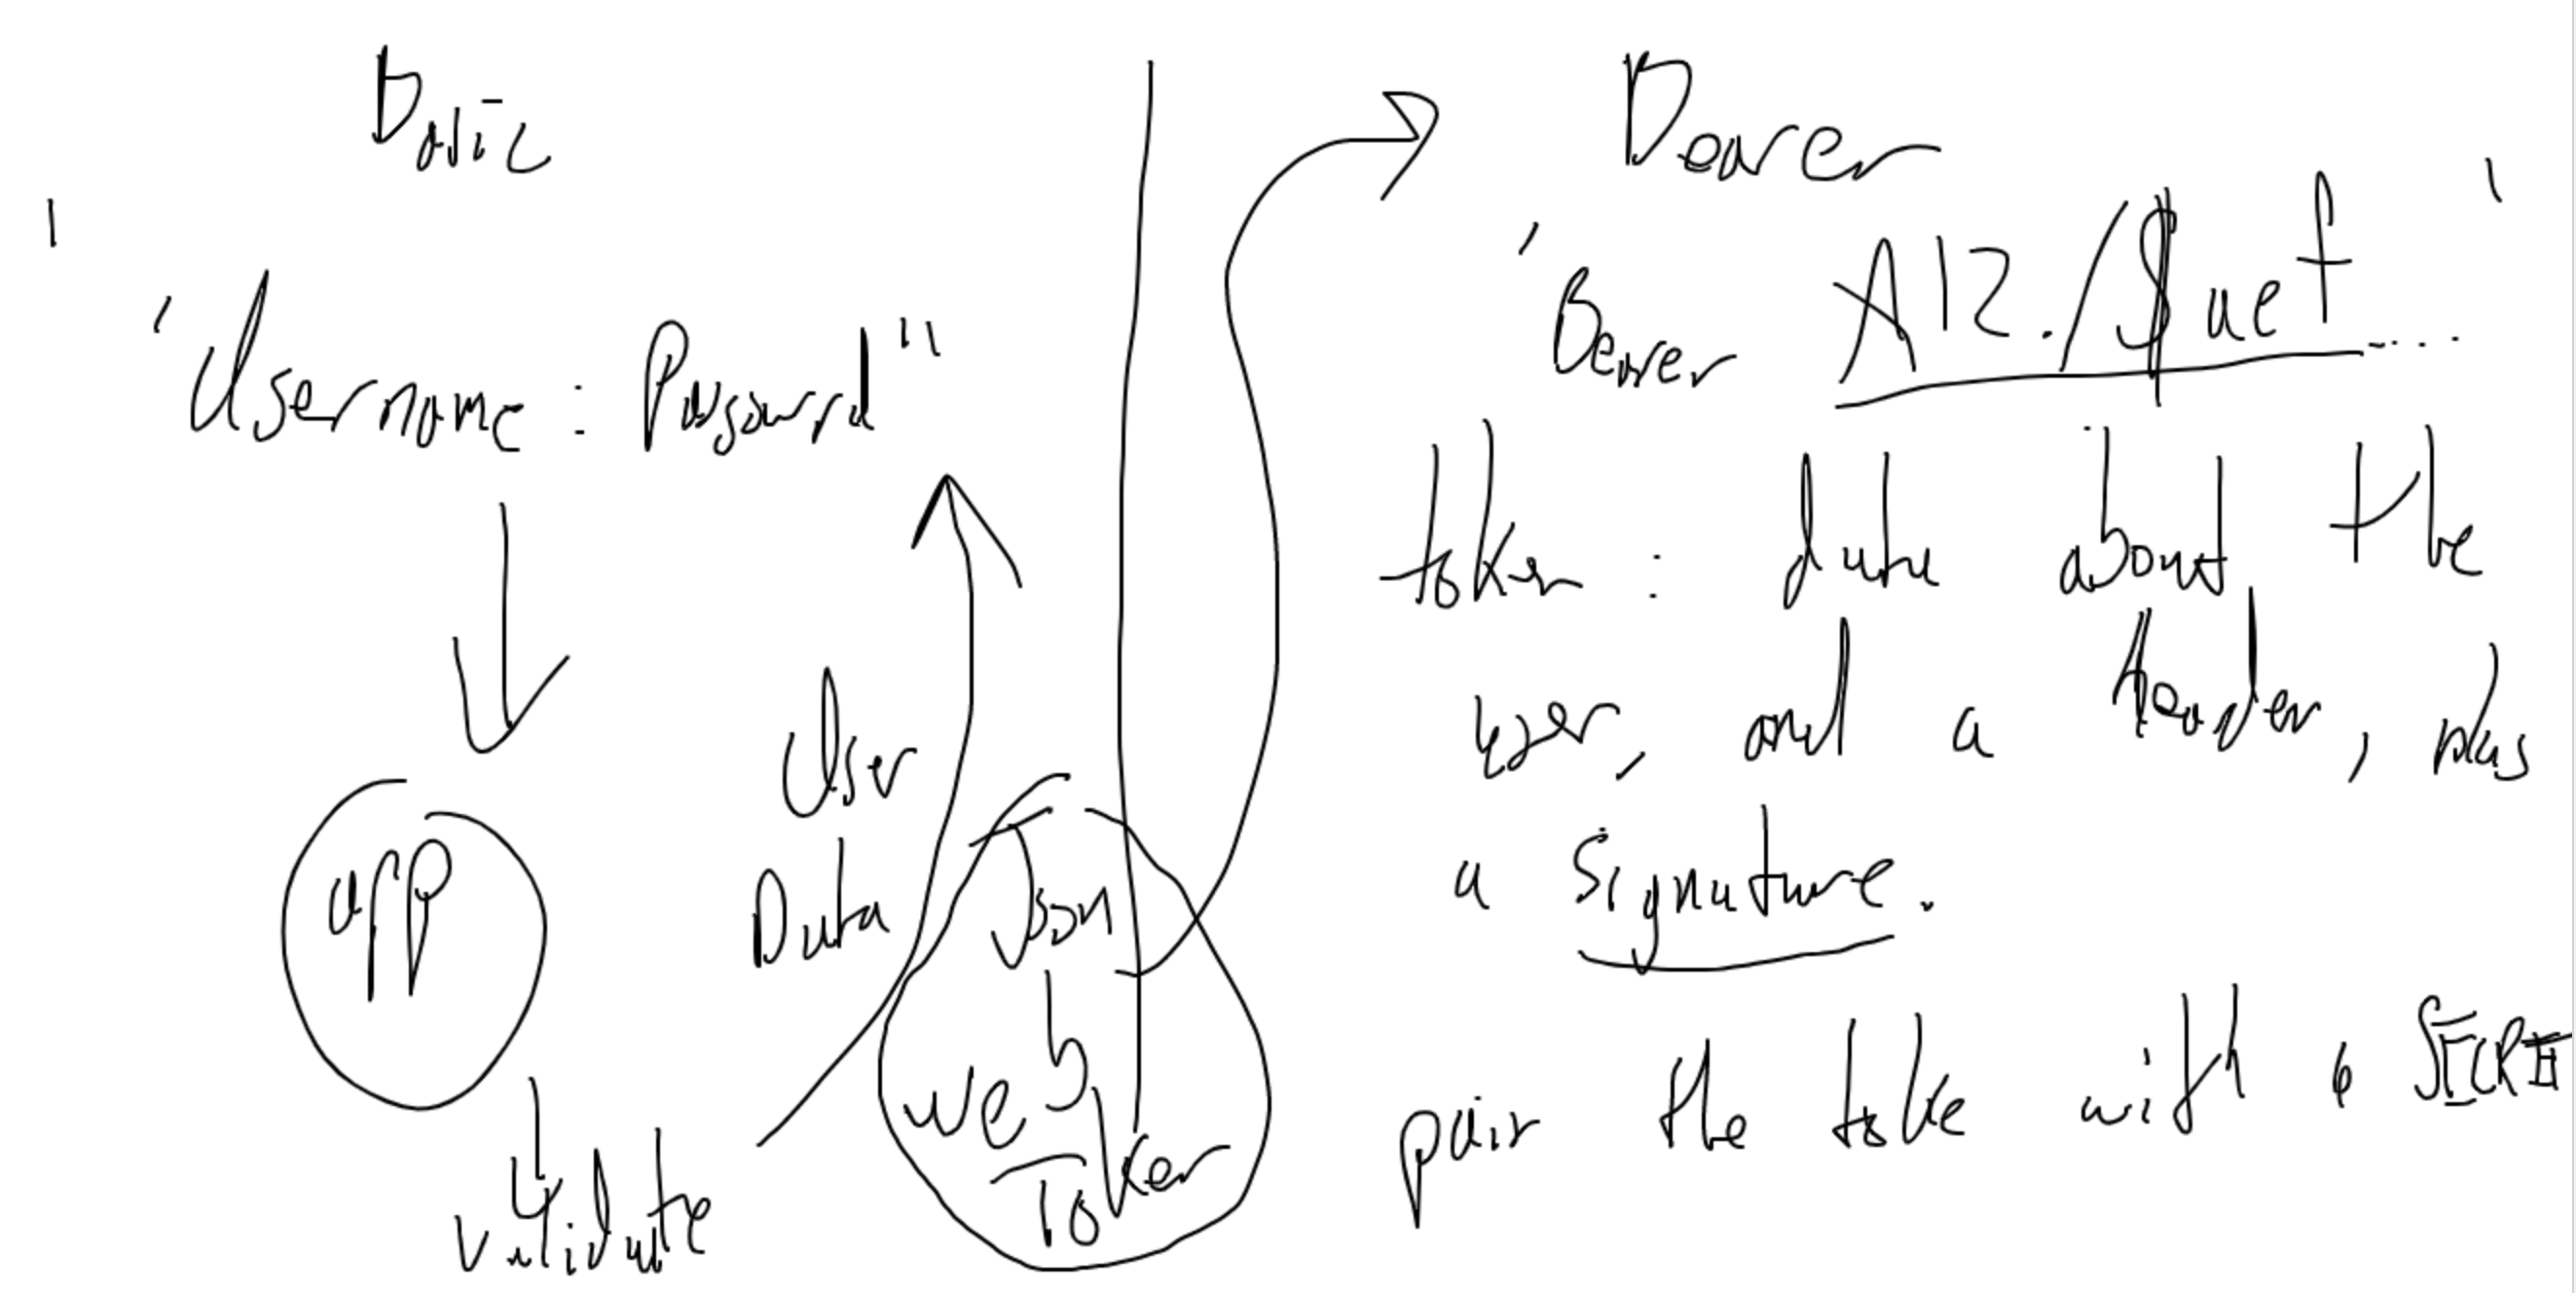 Basic
"Username : Password"
app
validate
User
Data
Json
web
Token
Bearer
'Bearer A12./$uef....'
token : data about the
user, and a header, plus
a signature.
pair the toke with a SECRET